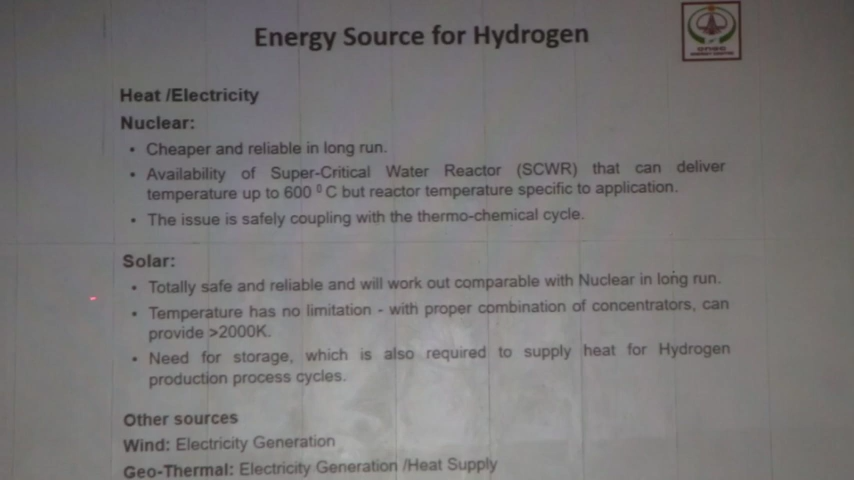 Energy Source for Hydrogen
Heat /Electricity
Nuclear:
• Cheaper and reliable in long run.
• Availability of Super-Critical Water Reactor (SCWR) that can deliver
temperature up to 600 ⁰ C but reactor temperature specific to application.
• The issue is safely coupling with the thermo-chemical cycle.
Solar:
• Totally safe and reliable and will work out comparable with Nuclear in long run.
• Temperature has no limitation - with proper combination of concentrators, can
provide >2000K.
• Need for storage, which is also required to supply heat for Hydrogen
production process cycles.
Other sources
Wind: Electricity Generation
Geo-Thermal: Electricity Generation /Heat Supply